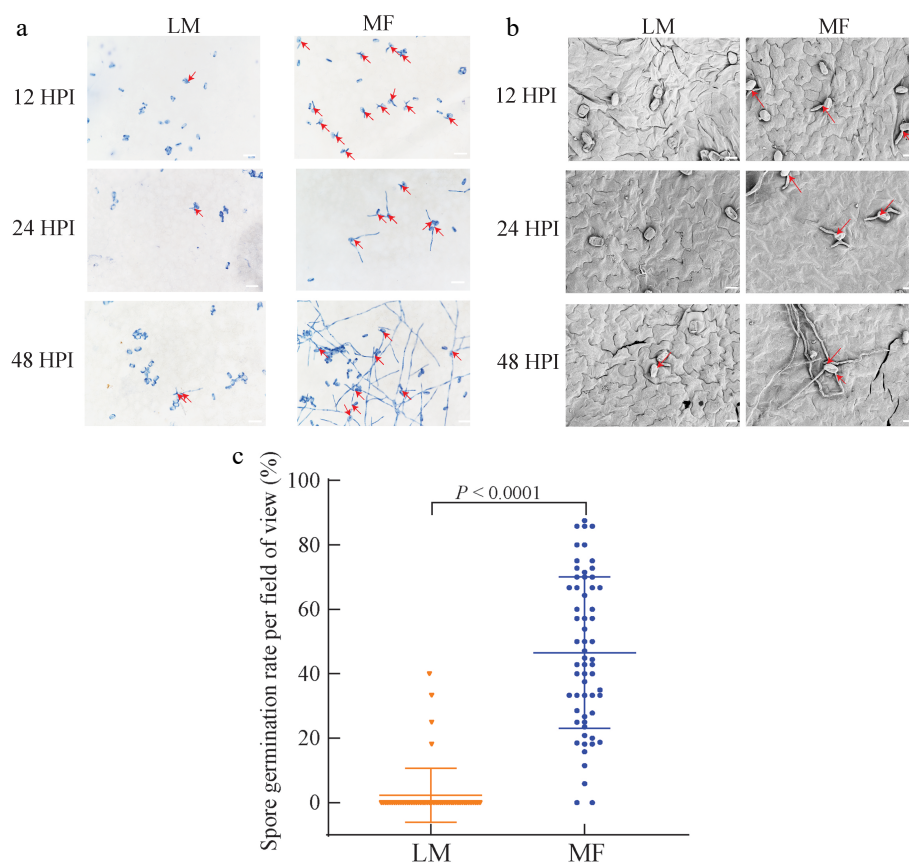 a
LM
MF
12 HPI
24 HPI
48 HPI
b
LM
MF
12 HPI
24 HPI
48 HPI
c
Spore germination rate per field of view (%)
100
80
60
40
20
0
P < 0.0001
LM
MF